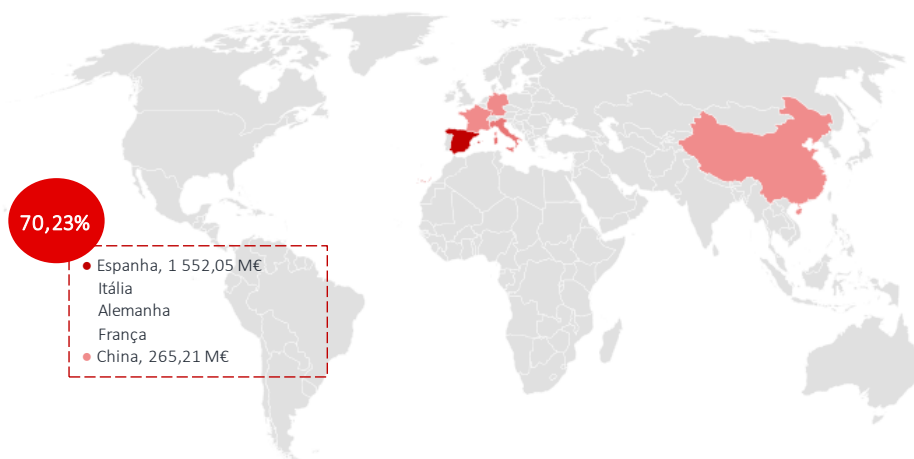 70,23%
Espanha, 1 552,05 M€
Itália
Alemanha
França
China, 265,21 M€